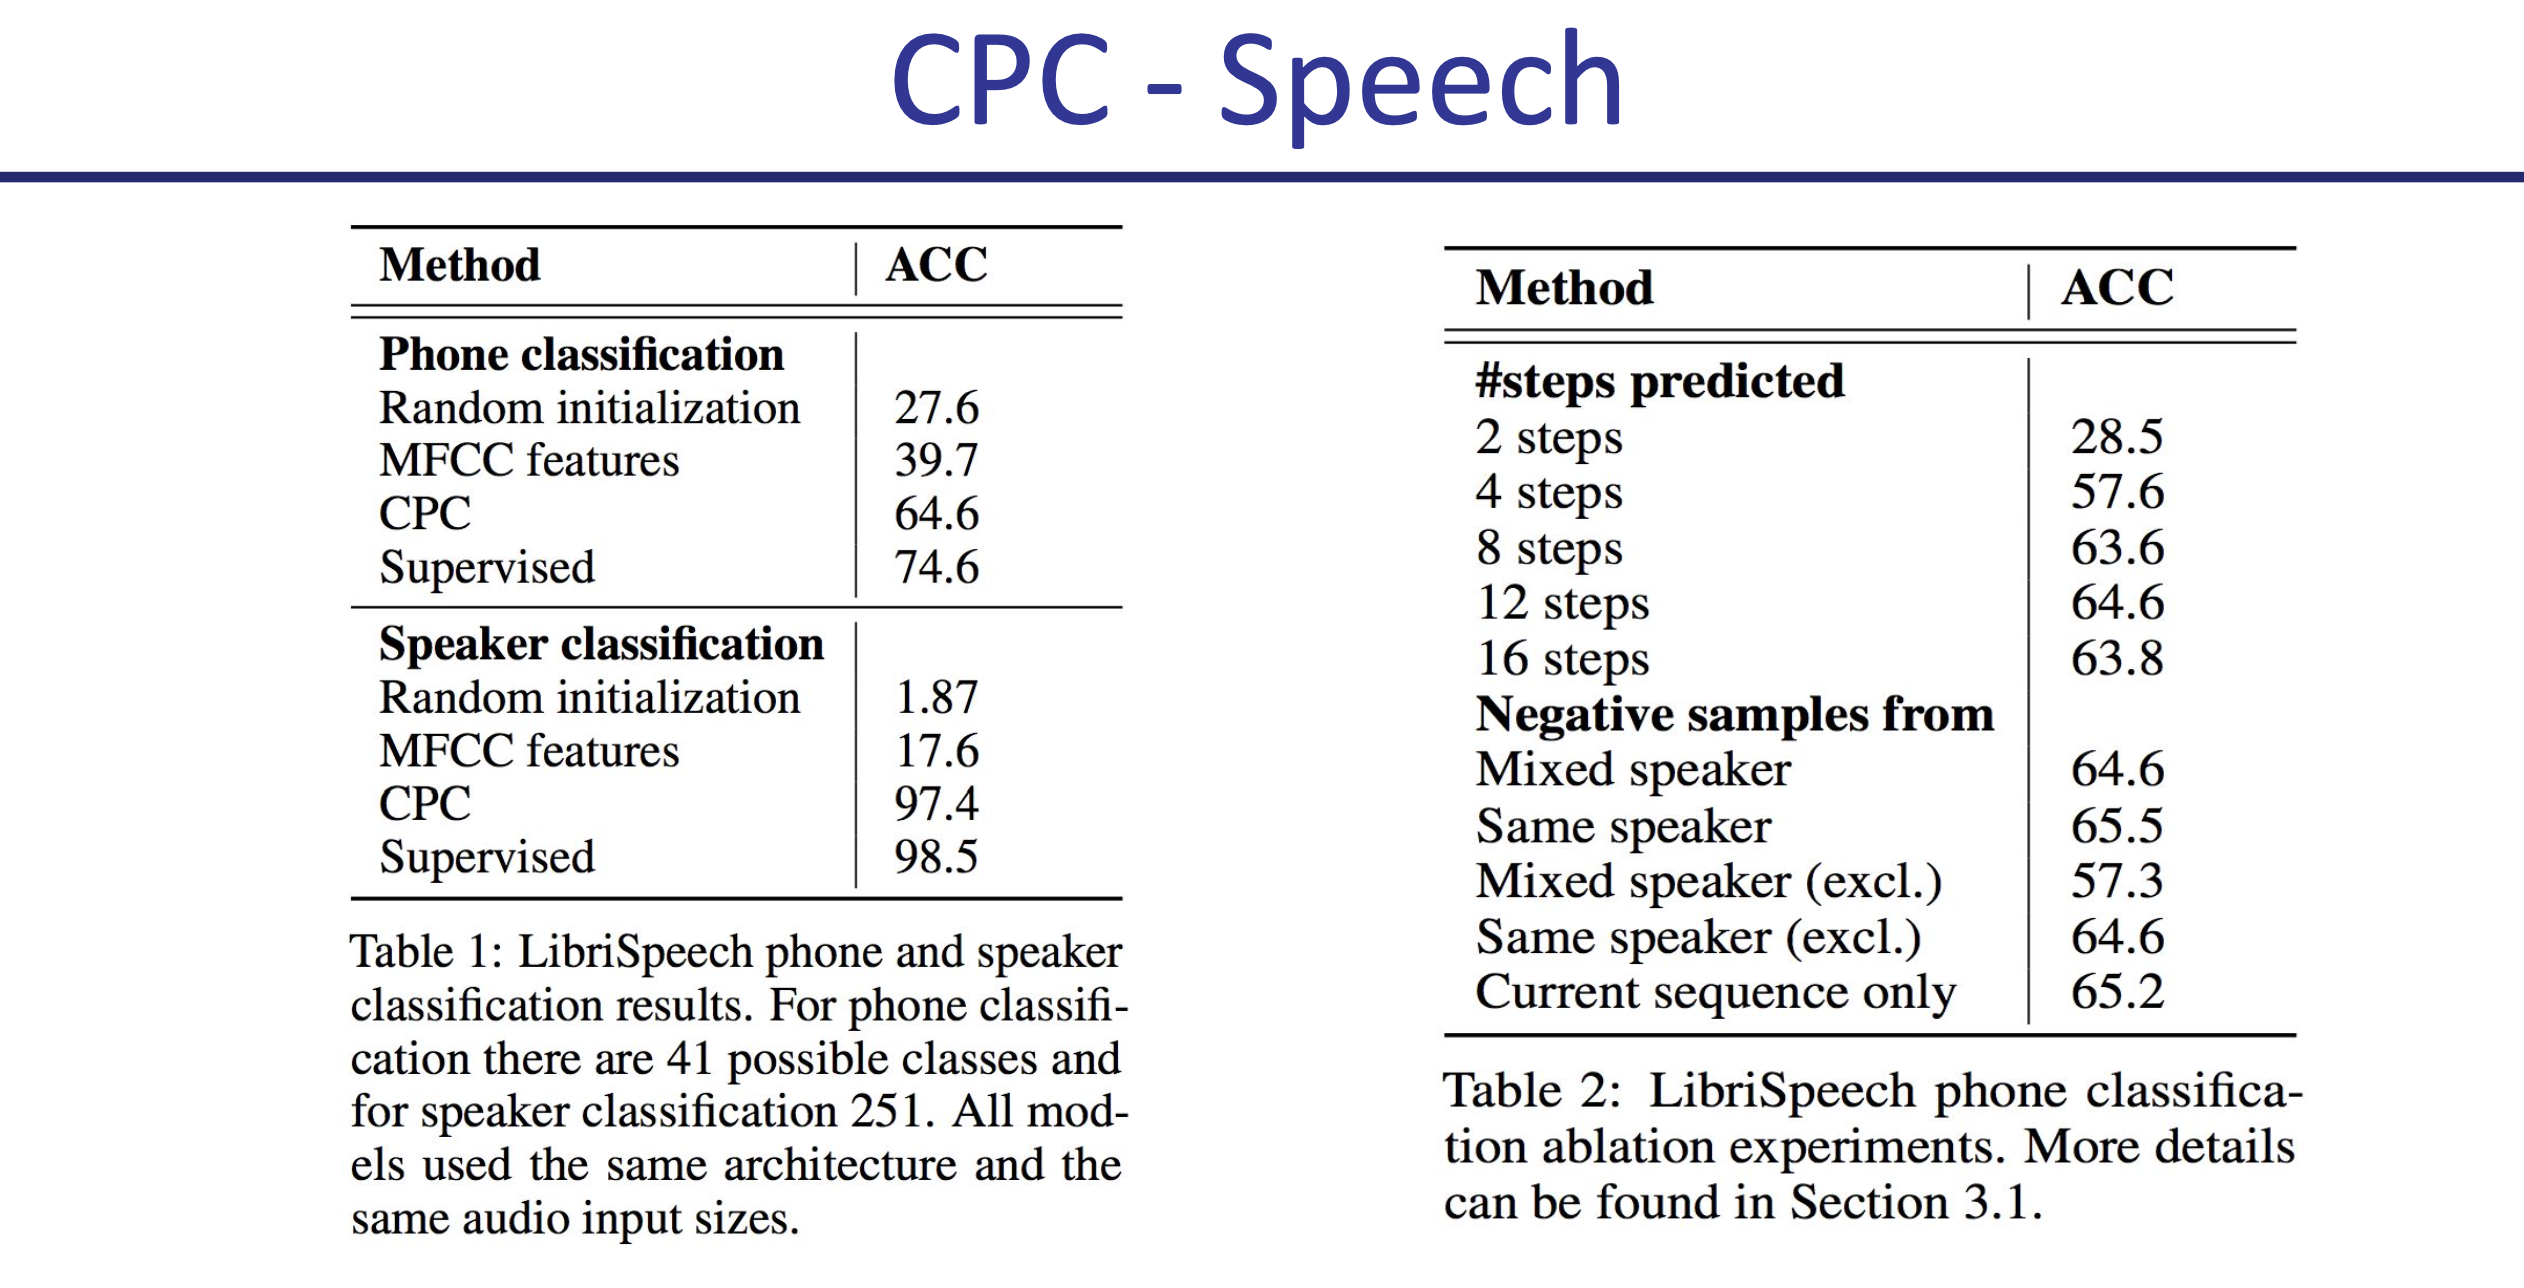 CPC - Speech
Method ACC
Phone classification
Random initialization 27.6
MFCC features 39.7
CPC 64.6
Supervised 74.6
Speaker classification
Random initialization 1.87
MFCC features 17.6
CPC 97.4
Supervised 98.5
Table 1: LibriSpeech phone and speaker
classification results. For phone classifi-
cation there are 41 possible classes and
for speaker classification 251. All mod-
els used the same architecture and the
same audio input sizes.
Method ACC
#steps predicted
2 steps 28.5
4 steps 57.6
8 steps 63.6
12 steps 64.6
16 steps 63.8
Negative samples from
Mixed speaker 64.6
Same speaker 65.5
Mixed speaker (excl.) 57.3
Same speaker (excl.) 64.6
Current sequence only 65.2
Table 2: LibriSpeech phone classifica-
tion ablation experiments. More details
can be found in Section 3.1.